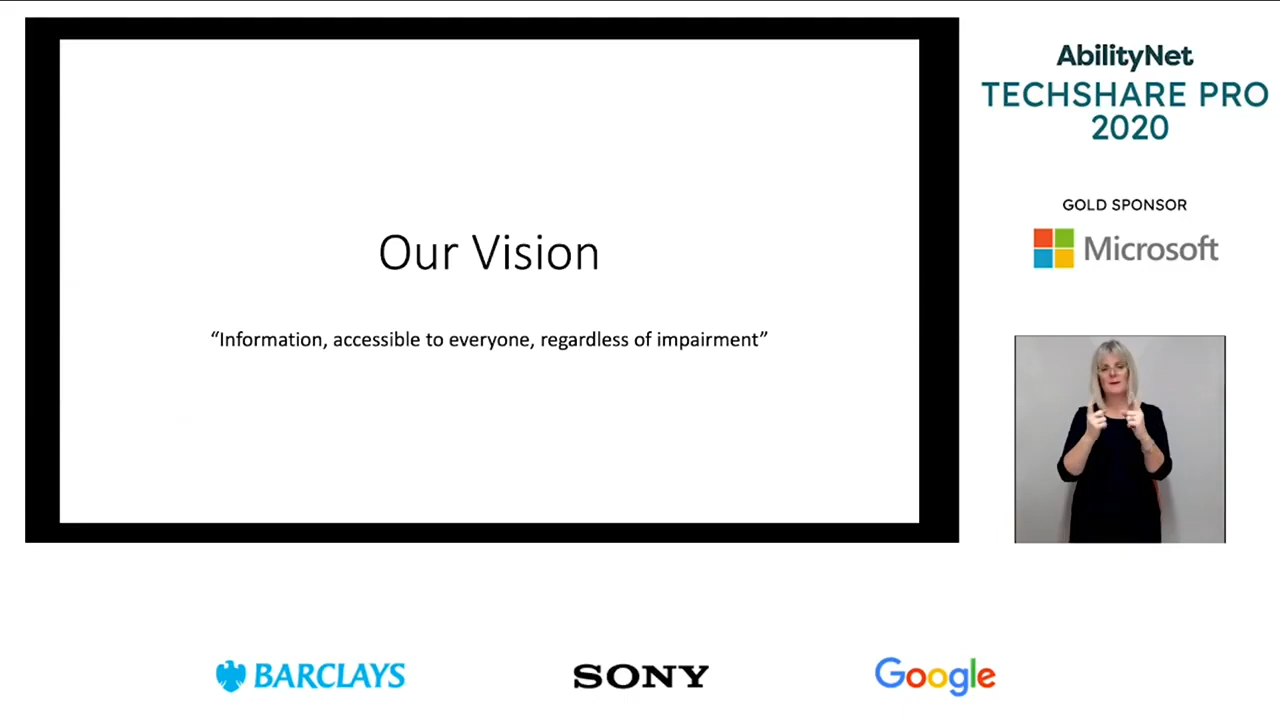 Our Vision
“Information, accessible to everyone, regardless of impairment”
AbilityNet
TECHSHARE PRO
2020
GOLD SPONSOR
Microsoft
BARCLAYS
SONY
Google